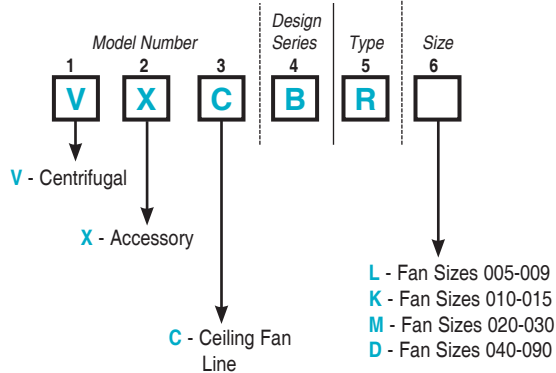 Design
Model Number Series Type Size
1 2 3 4 5 6
V X C B R
V - Centrifugal
X - Accessory
L - Fan Sizes 005-009
K - Fan Sizes 010-015
M - Fan Sizes 020-030
D - Fan Sizes 040-090
C - Ceiling Fan
Line